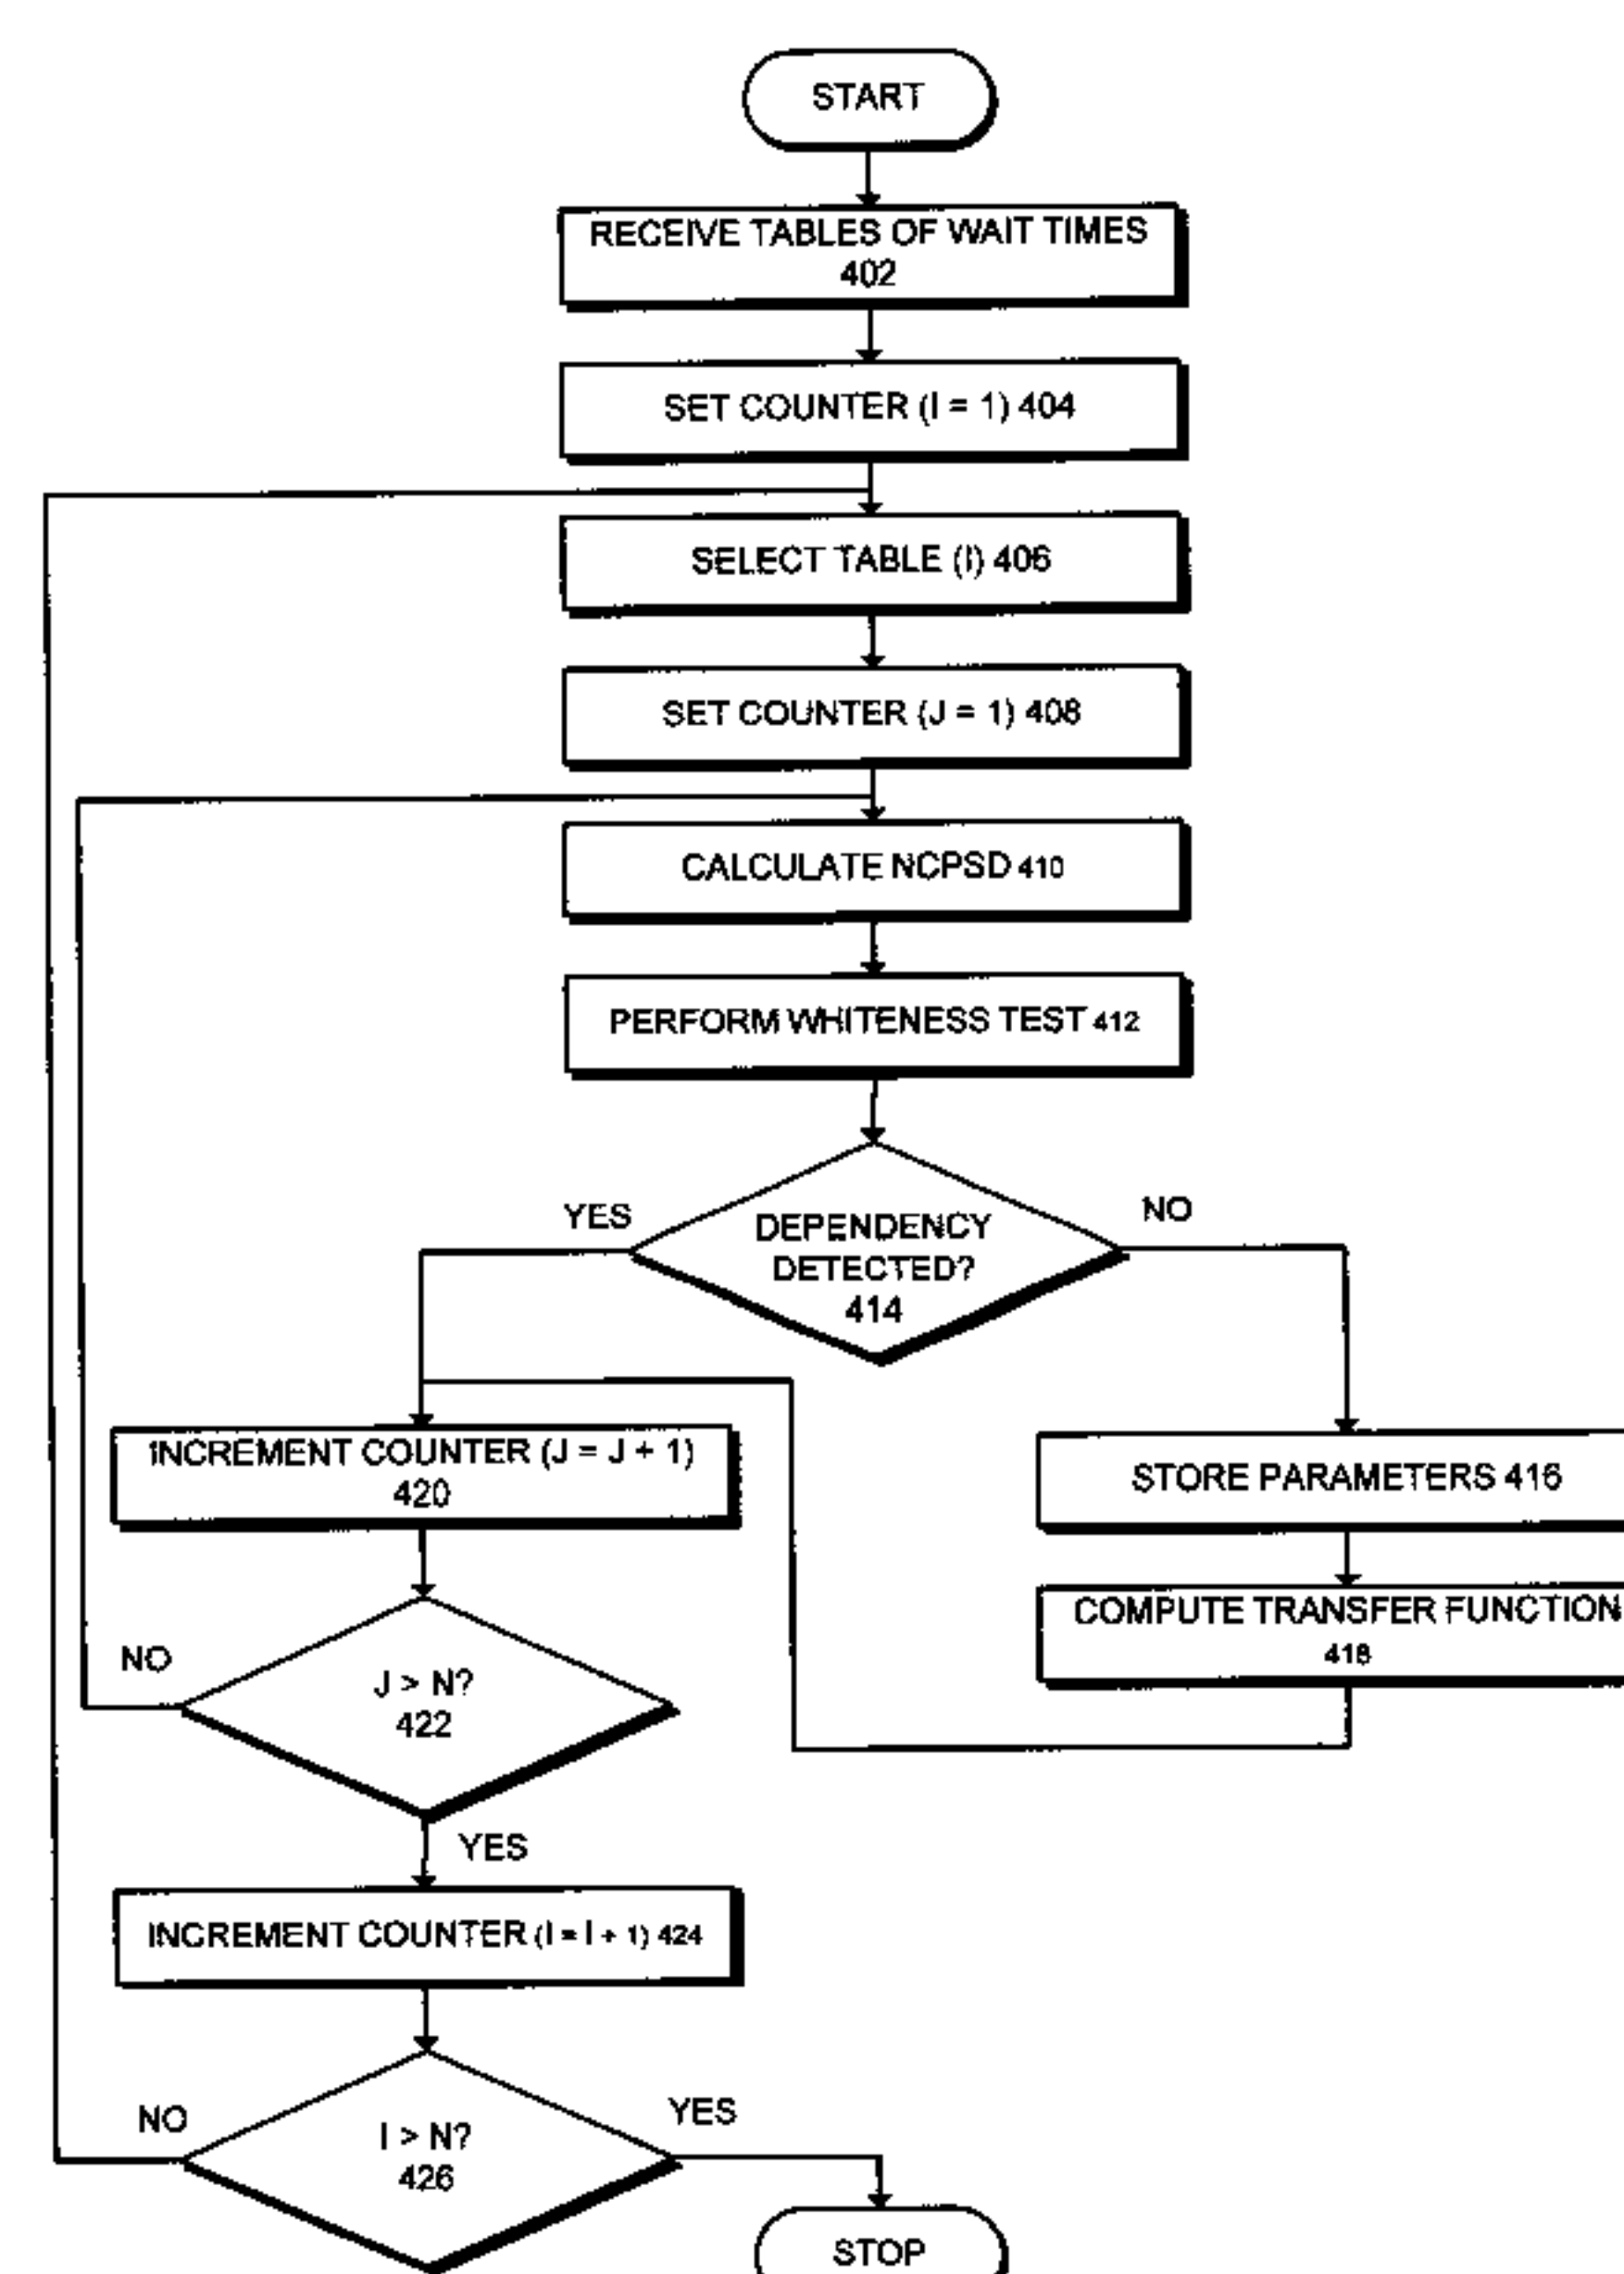 START
RECEIVE TABLES OF WAIT TIMES
402
SET COUNTER (I = 1) 404
SELECT TABLE (I) 406
SET COUNTER (J = 1) 408
CALCULATE NCPSD 410
PERFORM WHITENESS TEST 412
YES
NO
DEPENDENCY
DETECTED?
414
INCREMENT COUNTER (J = J + 1)
420
STORE PARAMETERS 416
COMPUTE TRANSFER FUNCTION
418
NO
J > N?
422
YES
INCREMENT COUNTER (I = I + 1) 424
NO
YES
I > N?
426
STOP